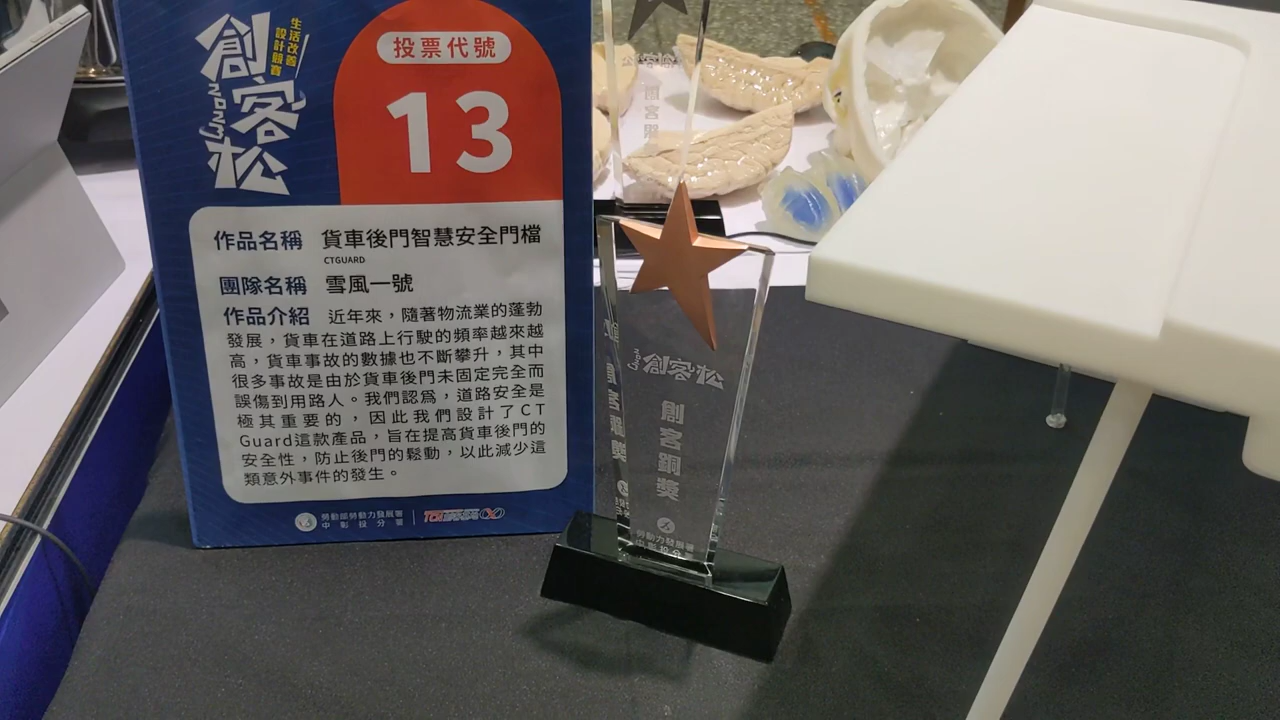 創客松
2023
生活改善
設計競賽
投票代號
13
作品名稱 貨車後門智慧安全門檔
CTGUARD
團隊名稱 雪風一號
作品介紹 近年來，隨著物流業的蓬勃
發展，貨車在道路上行駛的頻率越來越
高，貨車事故的數據也不斷攀升，其中
很多事故是由於貨車後門未固定完全而
誤傷到用路人。我們認為，道路安全是
極其重要的，因此我們設計了CT
Guard這款產品，旨在提高貨車後門的
安全性，防止後門的鬆動，以此減少這
類意外事件的發生。
勞動部勞動力發展署
中彰投分署
創客松
創客銅獎
勞動力發展署
中彰投分